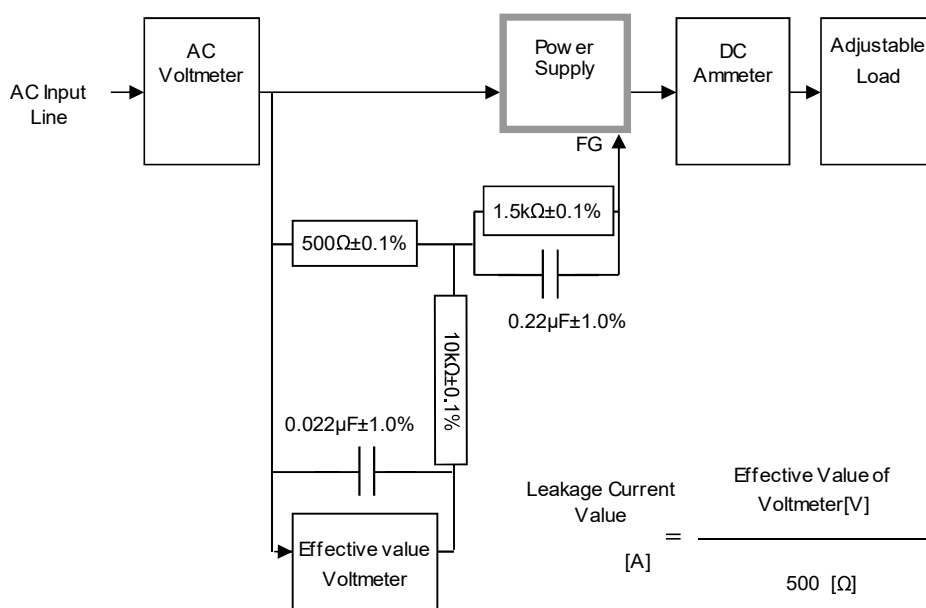 AC
Voltmeter
Power
Supply
DC
Ammeter
Adjustable
Load
AC Input
Line
FG
1.5kΩ±0.1%
500Ω±0.1%
0.22µF±1.0%
10kΩ±0.1%
0.022µF±1.0%
Effective value
Voltmeter
Leakage Current
Value
[A]
=
Effective Value of
Voltmeter[V]
500 [Ω]